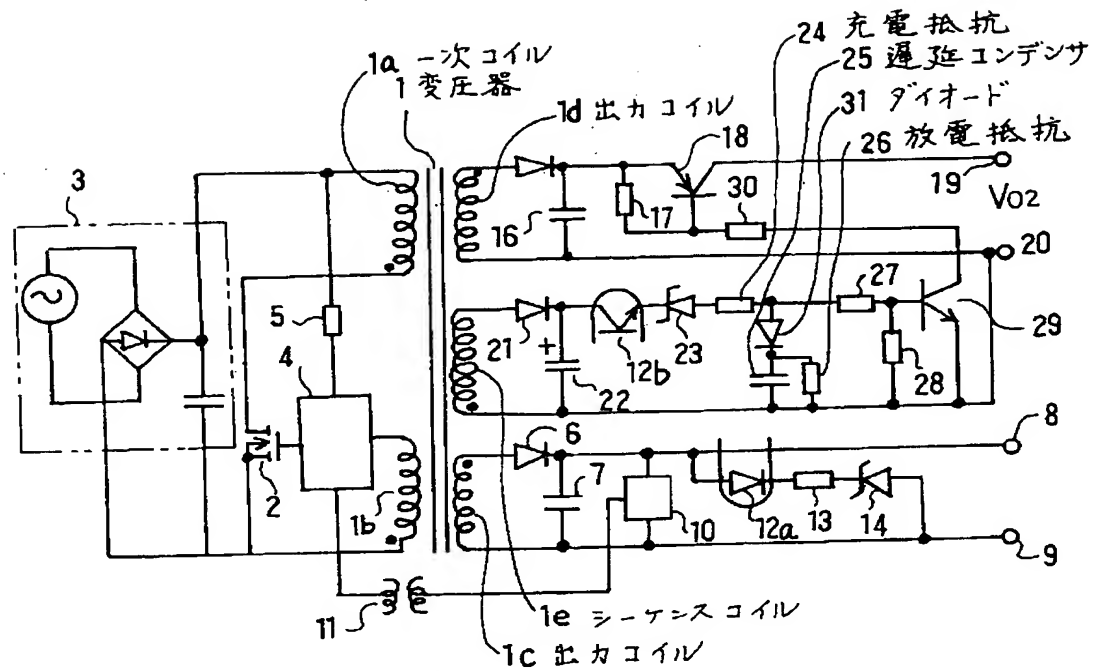 24 充電抵抗
25 遅延コンデンサ
31 ダイオード
26 放電抵抗
1a 一次コイル
1 変圧器
1d 出力コイル
18
19
VO2
3
16
17
30
20
5
27
4
21
+
22
12b
23
28
29
6
8
2
1b
7
10
12a
13
14
9
11
1e シーケンスコイル
1c 出力コイル